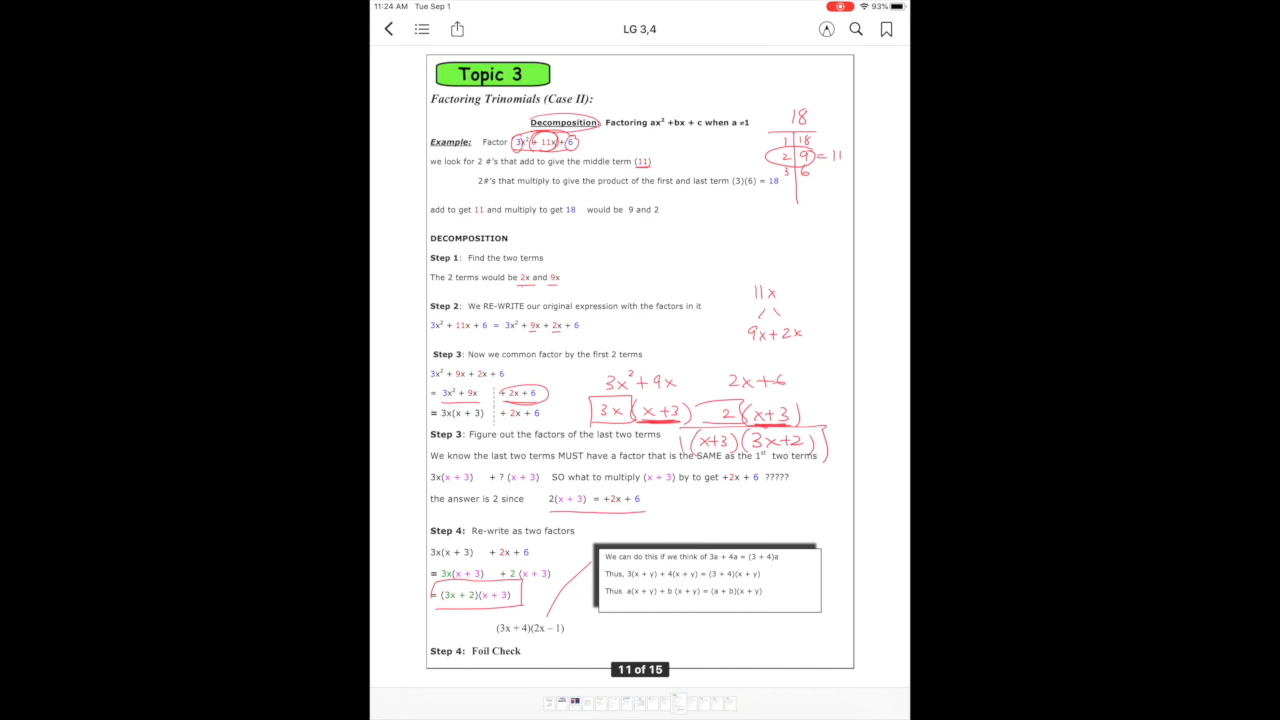 11:24 AM Tue Sep 1
93%
LG 3,4
Topic 3
Factoring Trinomials (Case II):
Decomposition: Factoring ax² +bx + c when a ≠1
18
Example: Factor 3x² + 11x + 6
1 18
we look for 2 #'s that add to give the middle term (11)
2 9 = 11
3 6
2#'s that multiply to give the product of the first and last term (3)(6) = 18
add to get 11 and multiply to get 18 would be 9 and 2
DECOMPOSITION
Step 1: Find the two terms
The 2 terms would be 2x and 9x
11x
Step 2: We RE-WRITE our original expression with the factors in it
3x² + 11x + 6 = 3x² + 9x + 2x + 6
9x+2x
Step 3: Now we common factor by the first 2 terms
3x² + 9x + 2x + 6
3x²+9x 2x+6
= 3x² + 9x + 2x + 6
= 3x(x + 3) + 2x + 6
3x(x+3) 2(x+3)
Step 3: Figure out the factors of the last two terms
(x+3)(3x+2)
We know the last two terms MUST have a factor that is the SAME as the 1st two terms
3x(x + 3) + ? (x + 3) SO what to multiply (x + 3) by to get +2x + 6 ?????
the answer is 2 since 2(x + 3) = +2x + 6
Step 4: Re-write as two factors
3x(x + 3) + 2x + 6
= 3x(x + 3) + 2 (x + 3)
= (3x + 2)(x + 3)
We can do this if we think of 3a + 4a = (3 + 4)a
Thus, 3(x + y) + 4(x + y) = (3 + 4)(x + y)
Thus a(x + y) + b (x + y) = (a + b)(x + y)
(3x + 4)(2x – 1)
Step 4: Foil Check
11 of 15